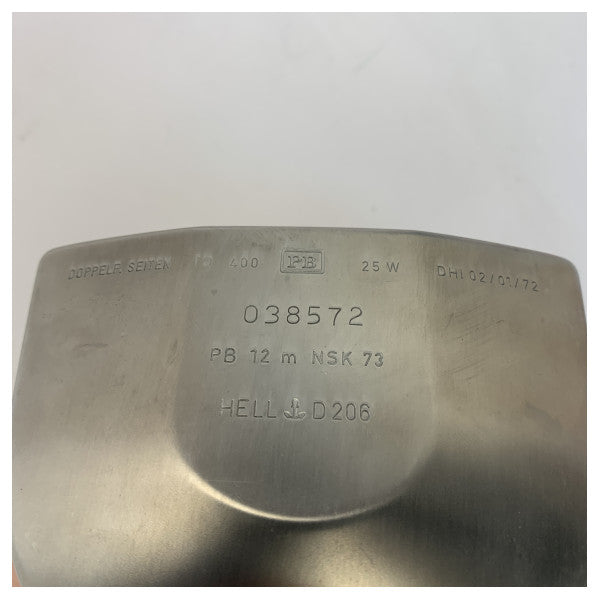 DOPPELF. SEITEN 400 PB 25 W DHI 02/01/72
038572
PB 12 m NSK 73
HELL D206